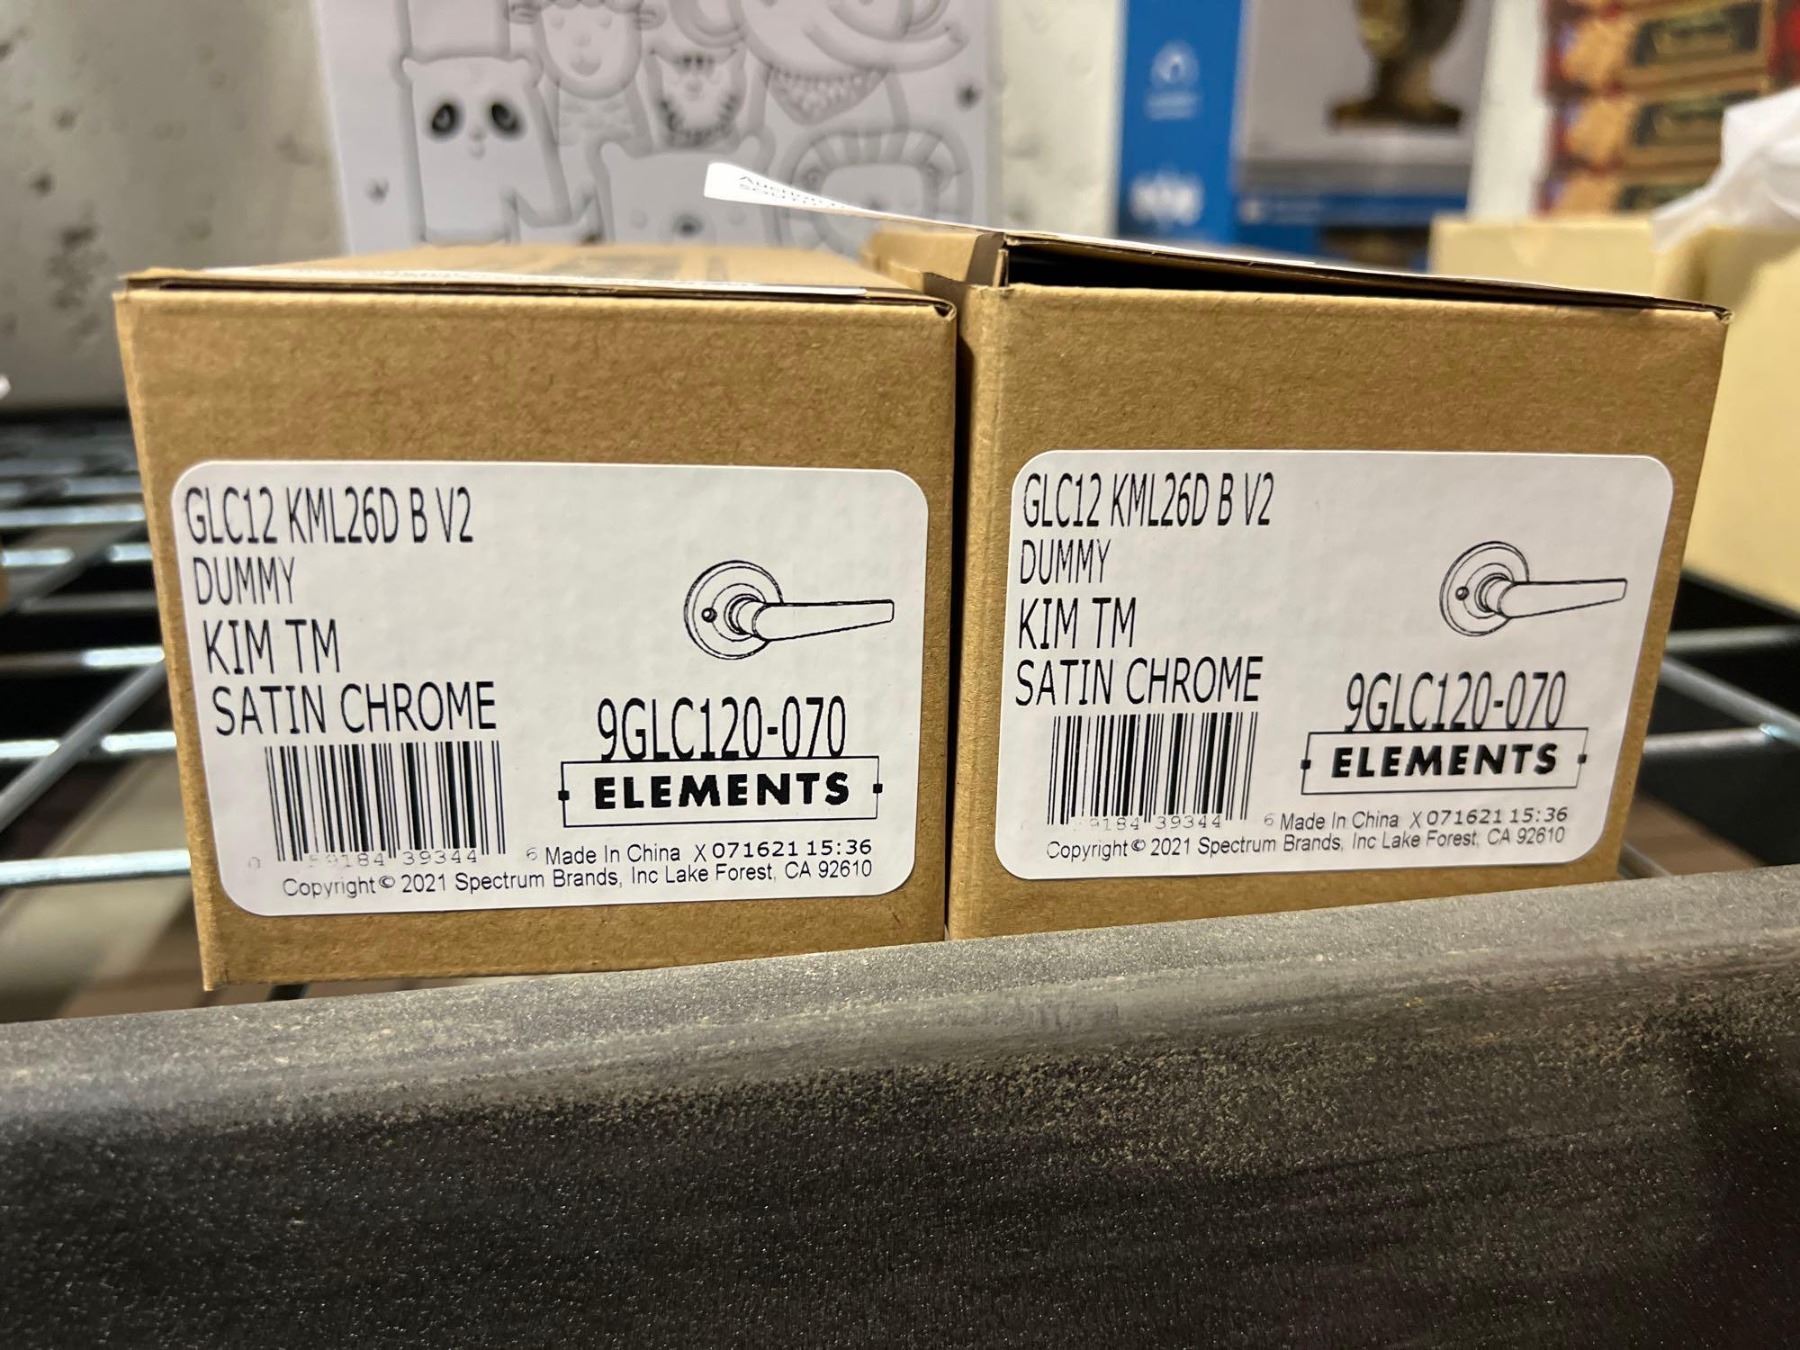 GLC12 KML26D B V2
DUMMY
KIM TM
SATIN CHROME
9GLC120-070
ELEMENTS
39344 6 Made In China X 071621 15:36
Copyright © 2021 Spectrum Brands, Inc Lake Forest, CA 92610
GLC12 KML26D B V2
DUMMY
KIM TM
SATIN CHROME
9GLC120-070
ELEMENTS
39344 6 Made In China X 071621 15:36
Copyright © 2021 Spectrum Brands, Inc Lake Forest, CA 92610